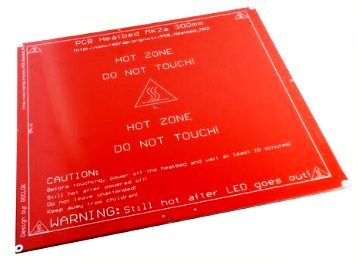 PCB Heatbed MK2a 300mm
HOT ZONE
DO NOT TOUCH!
HOT ZONE
DO NOT TOUCH!
CAUTION:
Before touching, power off the heatbed and wait at least 10 minutes!
Still hot after powered off!
Do not leave unattended!
Keep away from children!
WARNING: Still hot after LED goes out!